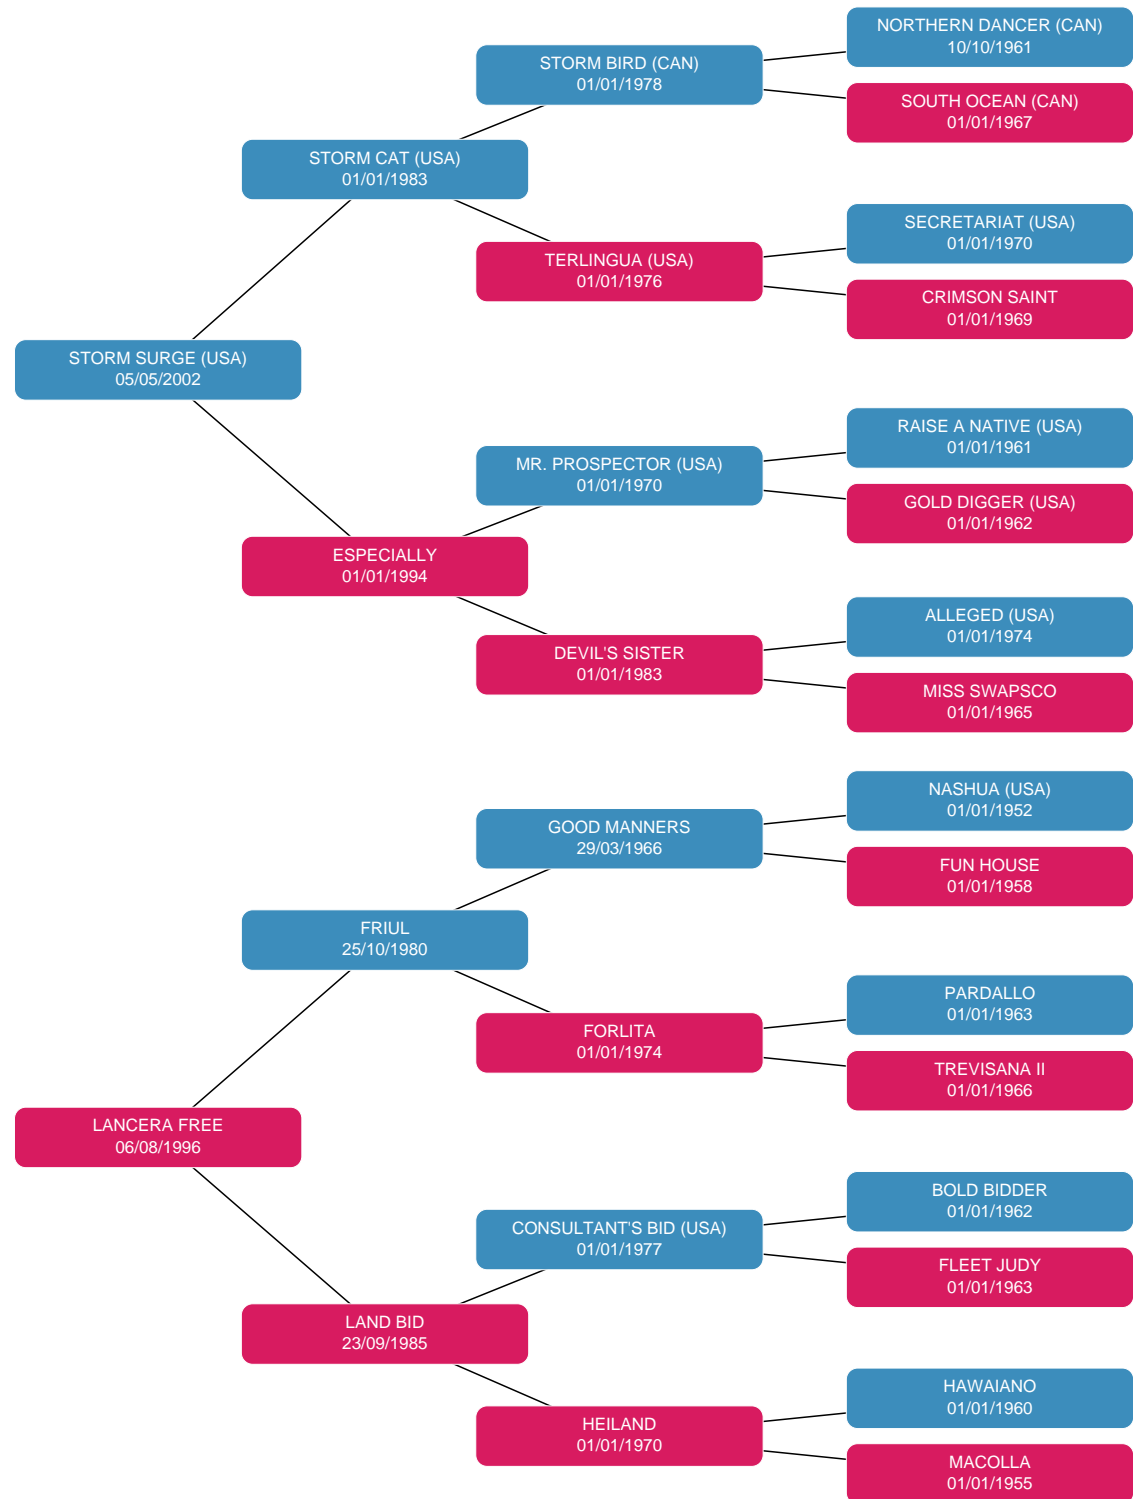 NORTHERN DANCER (CAN)
10/10/1961
STORM BIRD (CAN)
01/01/1978
SOUTH OCEAN (CAN)
01/01/1967
STORM CAT (USA)
01/01/1983
SECRETARIAT (USA)
01/01/1970
TERLINGUA (USA)
01/01/1976
CRIMSON SAINT
01/01/1969
STORM SURGE (USA)
05/05/2002
RAISE A NATIVE (USA)
01/01/1961
MR. PROSPECTOR (USA)
01/01/1970
GOLD DIGGER (USA)
01/01/1962
ESPECIALLY
01/01/1994
ALLEGED (USA)
01/01/1974
DEVIL'S SISTER
01/01/1983
MISS SWAPSCO
01/01/1965
NASHUA (USA)
01/01/1952
GOOD MANNERS
29/03/1966
FUN HOUSE
01/01/1958
FRIUL
25/10/1980
PARDALLO
01/01/1963
FORLITA
01/01/1974
TREVISANA II
01/01/1966
LANCERA FREE
06/08/1996
BOLD BIDDER
01/01/1962
CONSULTANT'S BID (USA)
01/01/1977
FLEET JUDY
01/01/1963
LAND BID
23/09/1985
HAWAIANO
01/01/1960
HEILAND
01/01/1970
MACOLLA
01/01/1955